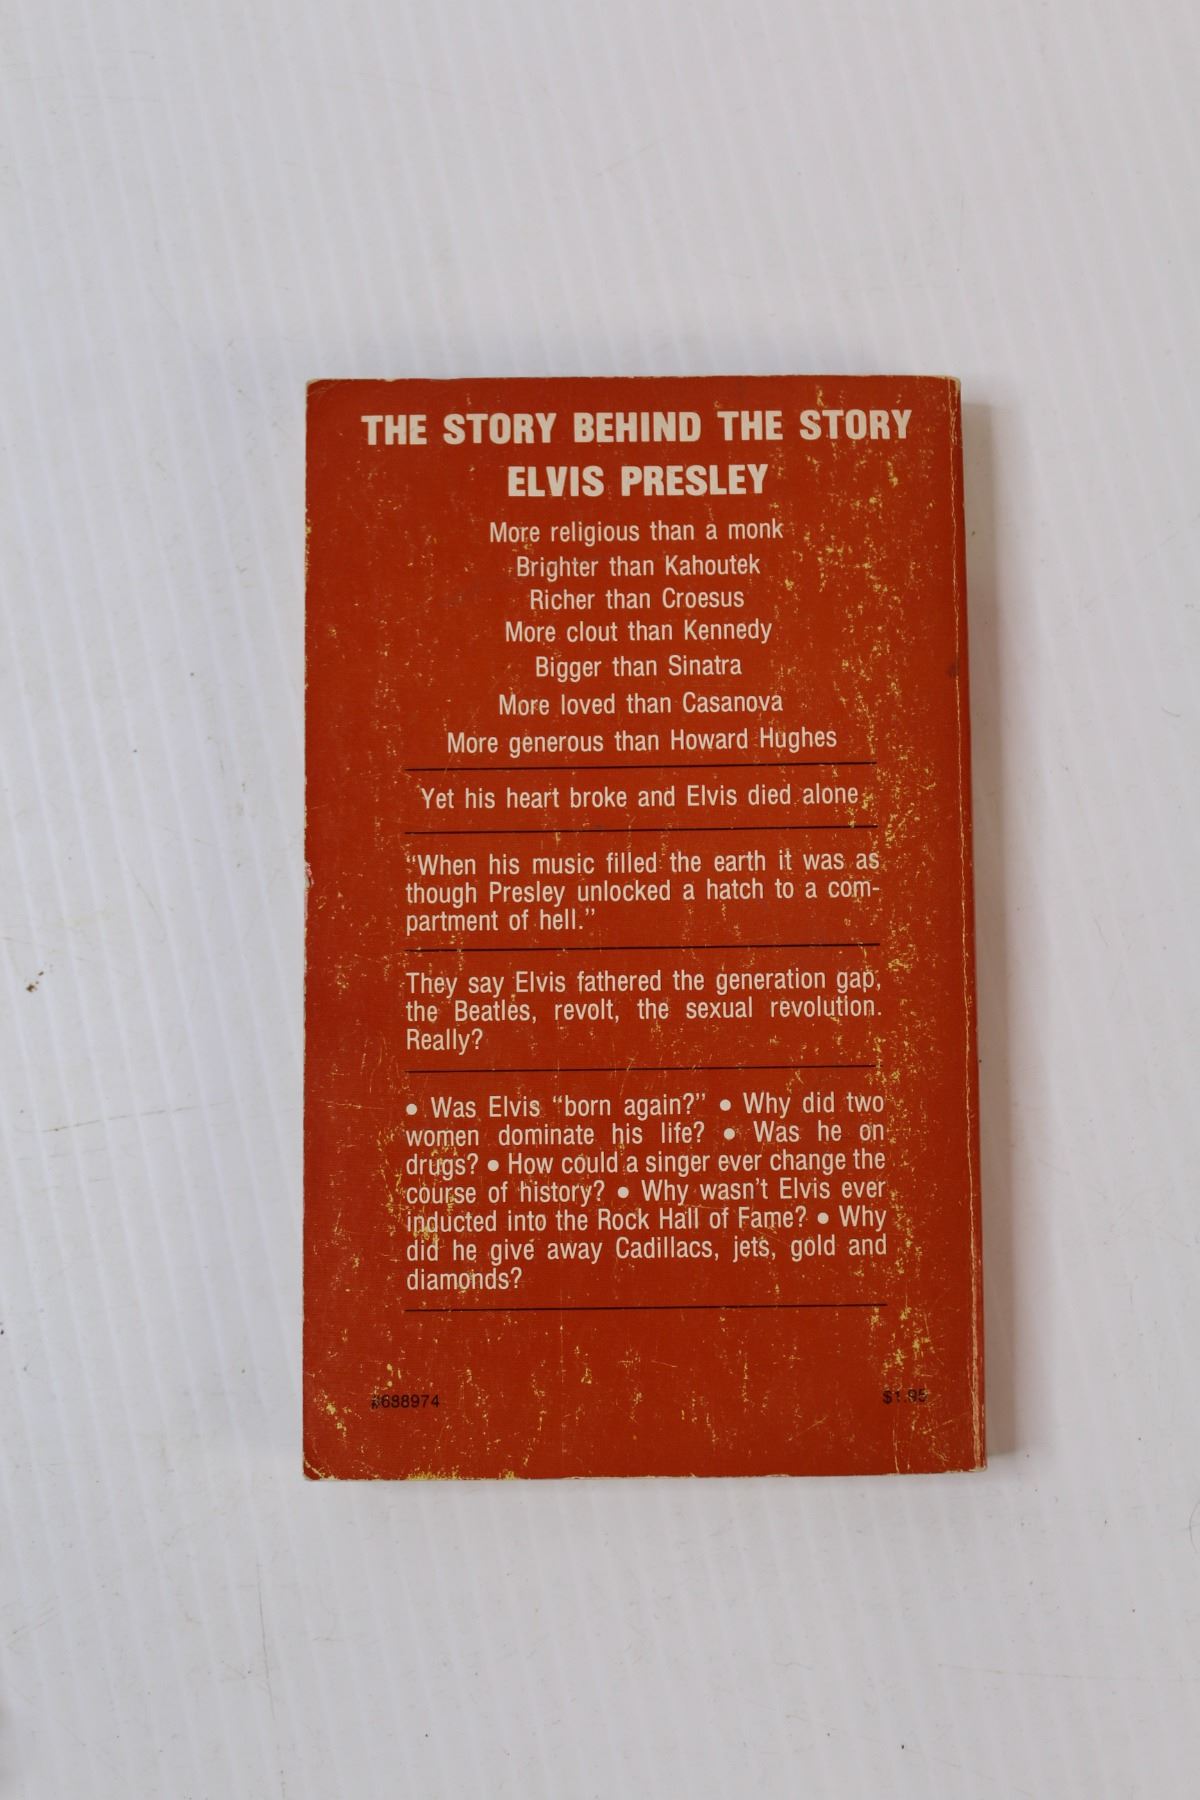 THE STORY BEHIND THE STORY
ELVIS PRESLEY
More religious than a monk
Brighter than Kahoutek
Richer than Croesus
More clout than Kennedy
Bigger than Sinatra
More loved than Casanova
More generous than Howard Hughes
Yet his heart broke and Elvis died alone
“When his music filled the earth it was as
though Presley unlocked a hatch to a com-
partment of hell.”
They say Elvis fathered the generation gap,
the Beatles, revolt, the sexual revolution.
Really?
● Was Elvis “born again?” ● Why did two
women dominate his life? ● Was he on
drugs? ● How could a singer ever change the
course of history? ● Why wasn't Elvis ever
inducted into the Rock Hall of Fame? ● Why
did he give away Cadillacs, jets, gold and
diamonds?
#688974
$1.95